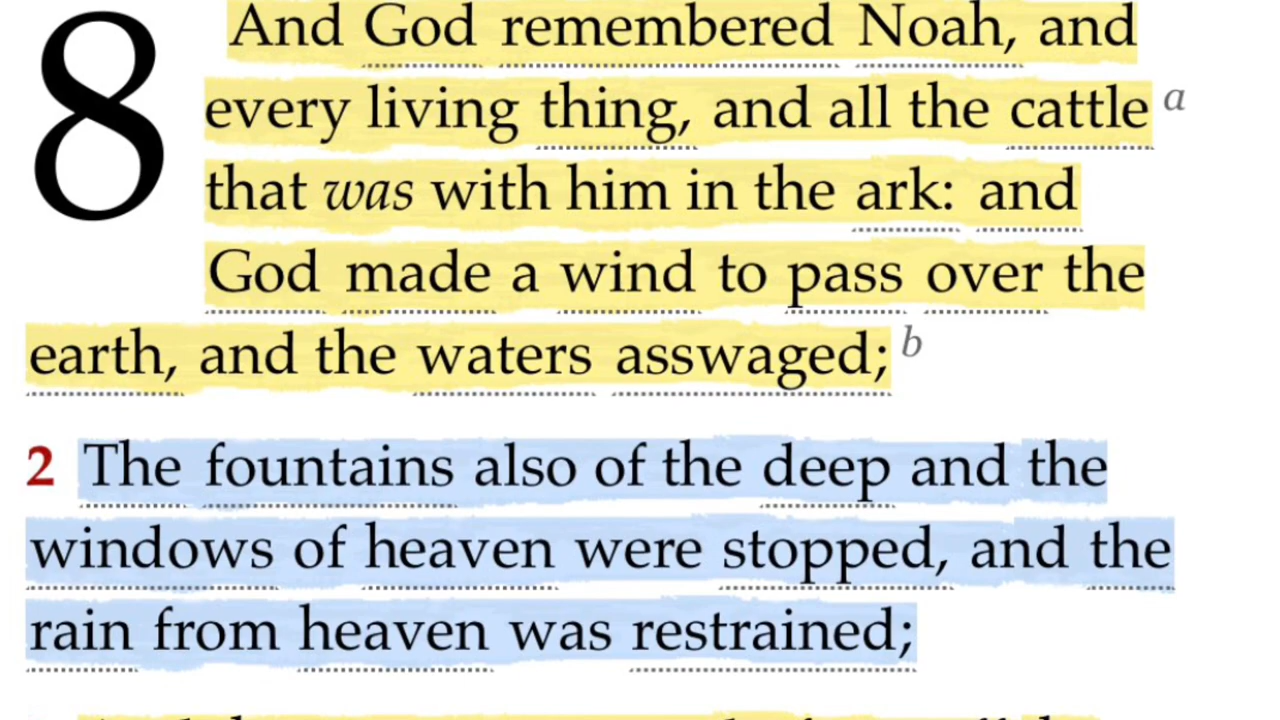 8 And God remembered Noah, and
every living thing, and all the cattle a
that was with him in the ark: and
God made a wind to pass over the
earth, and the waters asswaged; b
2 The fountains also of the deep and the
windows of heaven were stopped, and the
rain from heaven was restrained;